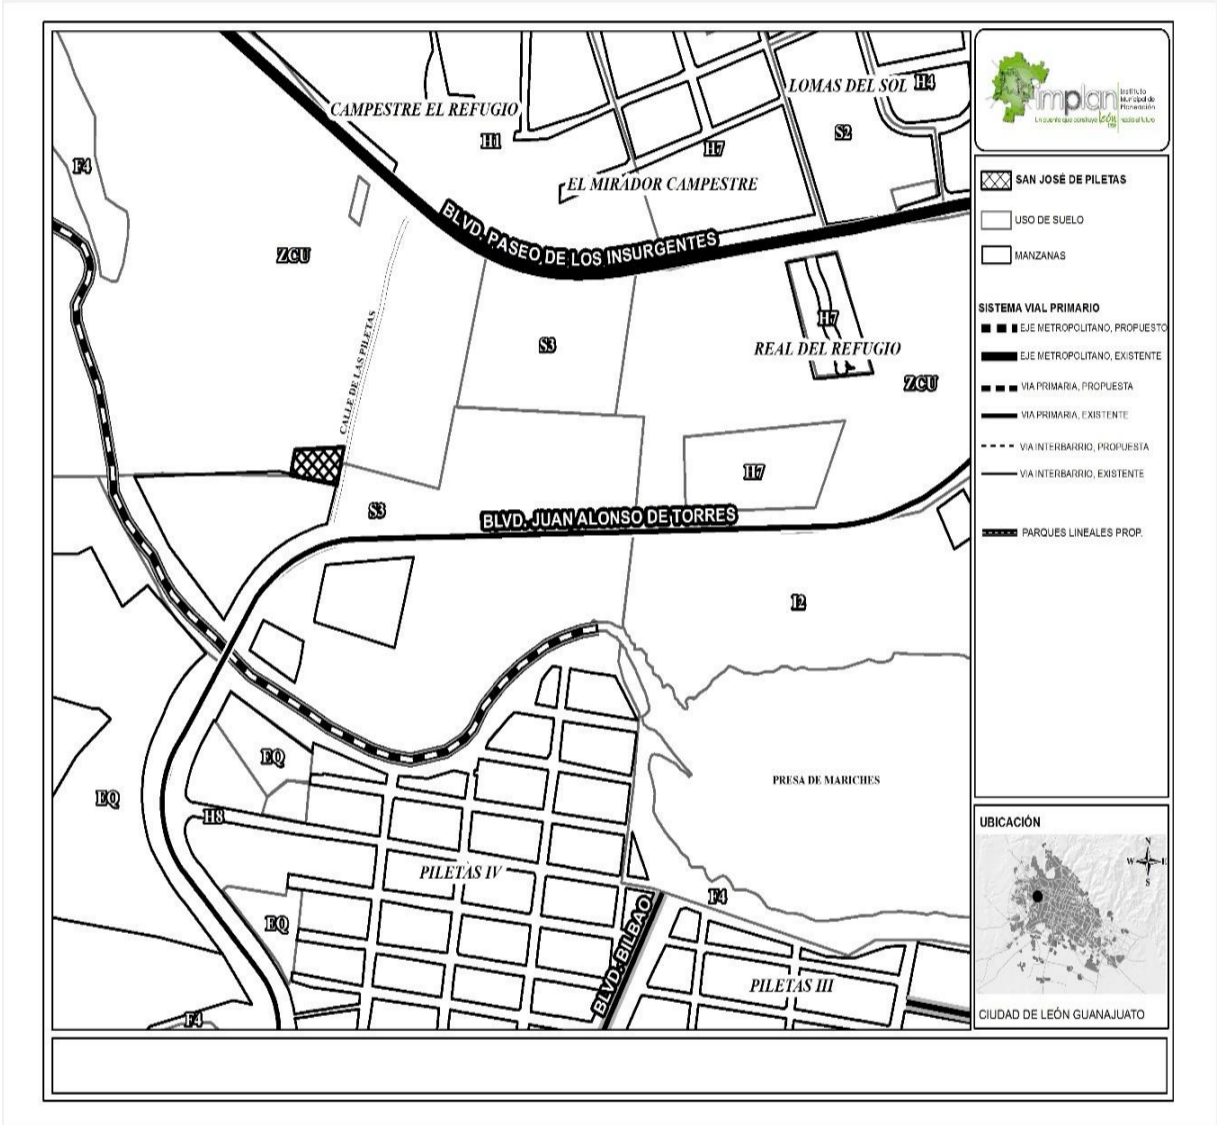 CAMPESTRE EL REFUGIO
LOMAS DEL SOL
H4
H1
H7
S2
F4
EL MIRADOR CAMPESTRE
BLVD. PASEO DE LOS INSURGENTES
ZCU
CALLE DE LAS PILETAS
S3
H7
REAL DEL REFUGIO
ZCU
H7
S3
BLVD. JUAN ALONSO DE TORRES
I2
EQ
PRESA DE MARICHES
EQ
H8
PILETAS IV
F4
EQ
BLVD. BILBAO
PILETAS III
F4
implan
Instituto
Municipal de
Planeación
SAN JOSÉ DE PILETAS
USO DE SUELO
MANZANAS
SISTEMA VIAL PRIMARIO
EJE METROPOLITANO, PROPUESTO
EJE METROPOLITANO, EXISTENTE
VIA PRIMARIA, PROPUESTA
VIA PRIMARIA, EXISTENTE
VIA INTERBARRIO, PROPUESTA
VIA INTERBARRIO, EXISTENTE
PARQUES LINEALES PROP.
UBICACIÓN
N
W E
S
CIUDAD DE LEÓN GUANAJUATO